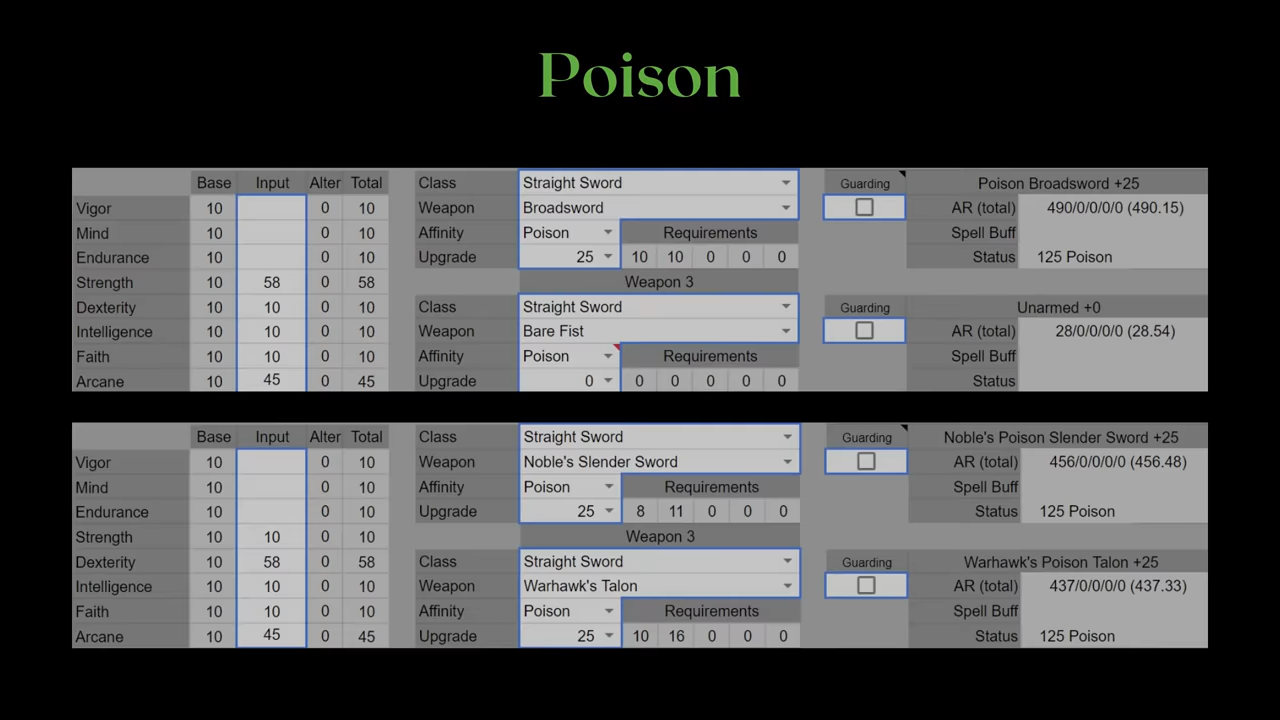 Poison
Base Input Alter Total Class Straight Sword Guarding Poison Broadsword +25
Vigor 10 0 10 Weapon Broadsword AR (total) 490/0/0/0/0 (490.15)
Mind 10 0 10 Affinity Poison Requirements Spell Buff
Endurance 10 0 10 Upgrade 25 10 10 0 0 0 Status 125 Poison
Strength 10 58 0 58 Weapon 3
Dexterity 10 10 0 10 Class Straight Sword Guarding Unarmed +0
Intelligence 10 10 0 10 Weapon Bare Fist AR (total) 28/0/0/0/0 (28.54)
Faith 10 10 0 10 Affinity Poison Requirements Spell Buff
Arcane 10 45 0 45 Upgrade 0 0 0 0 0 0 Status
Base Input Alter Total Class Straight Sword Guarding Noble's Poison Slender Sword +25
Vigor 10 0 10 Weapon Noble's Slender Sword AR (total) 456/0/0/0/0 (456.48)
Mind 10 0 10 Affinity Poison Requirements Spell Buff
Endurance 10 0 10 Upgrade 25 8 11 0 0 0 Status 125 Poison
Strength 10 10 0 10 Weapon 3
Dexterity 10 58 0 58 Class Straight Sword Guarding Warhawk's Poison Talon +25
Intelligence 10 10 0 10 Weapon Warhawk's Talon AR (total) 437/0/0/0/0 (437.33)
Faith 10 10 0 10 Affinity Poison Requirements Spell Buff
Arcane 10 45 0 45 Upgrade 25 10 16 0 0 0 Status 125 Poison